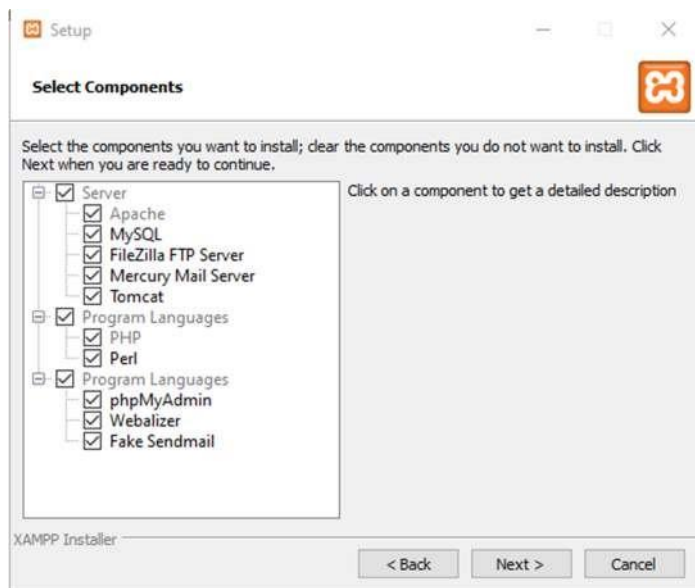 Setup
Select Components
Select the components you want to install; clear the components you do not want to install. Click
Next when you are ready to continue.
Server
Apache
MySQL
FileZilla FTP Server
Mercury Mail Server
Tomcat
Program Languages
PHP
Perl
Program Languages
phpMyAdmin
Webalizer
Fake Sendmail
Click on a component to get a detailed description
XAMPP Installer
< Back
Next >
Cancel